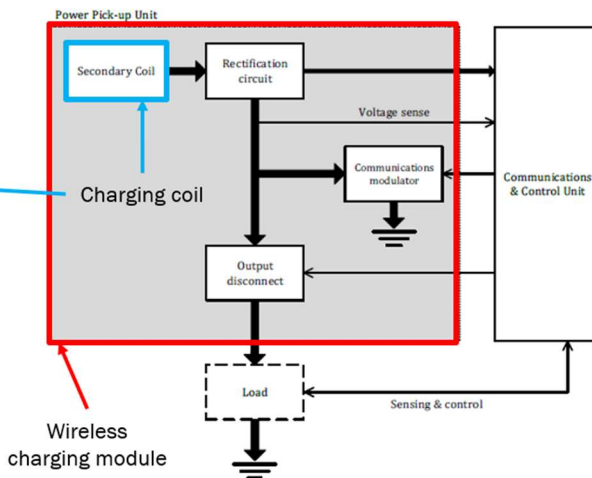 Power Pick-up Unit
Secondary Coil
Rectification
circuit
Voltage sense
Communications
modulator
Charging coil
Communications
& Control Unit
Output
disconnect
Load
Sensing & control
Wireless
charging module